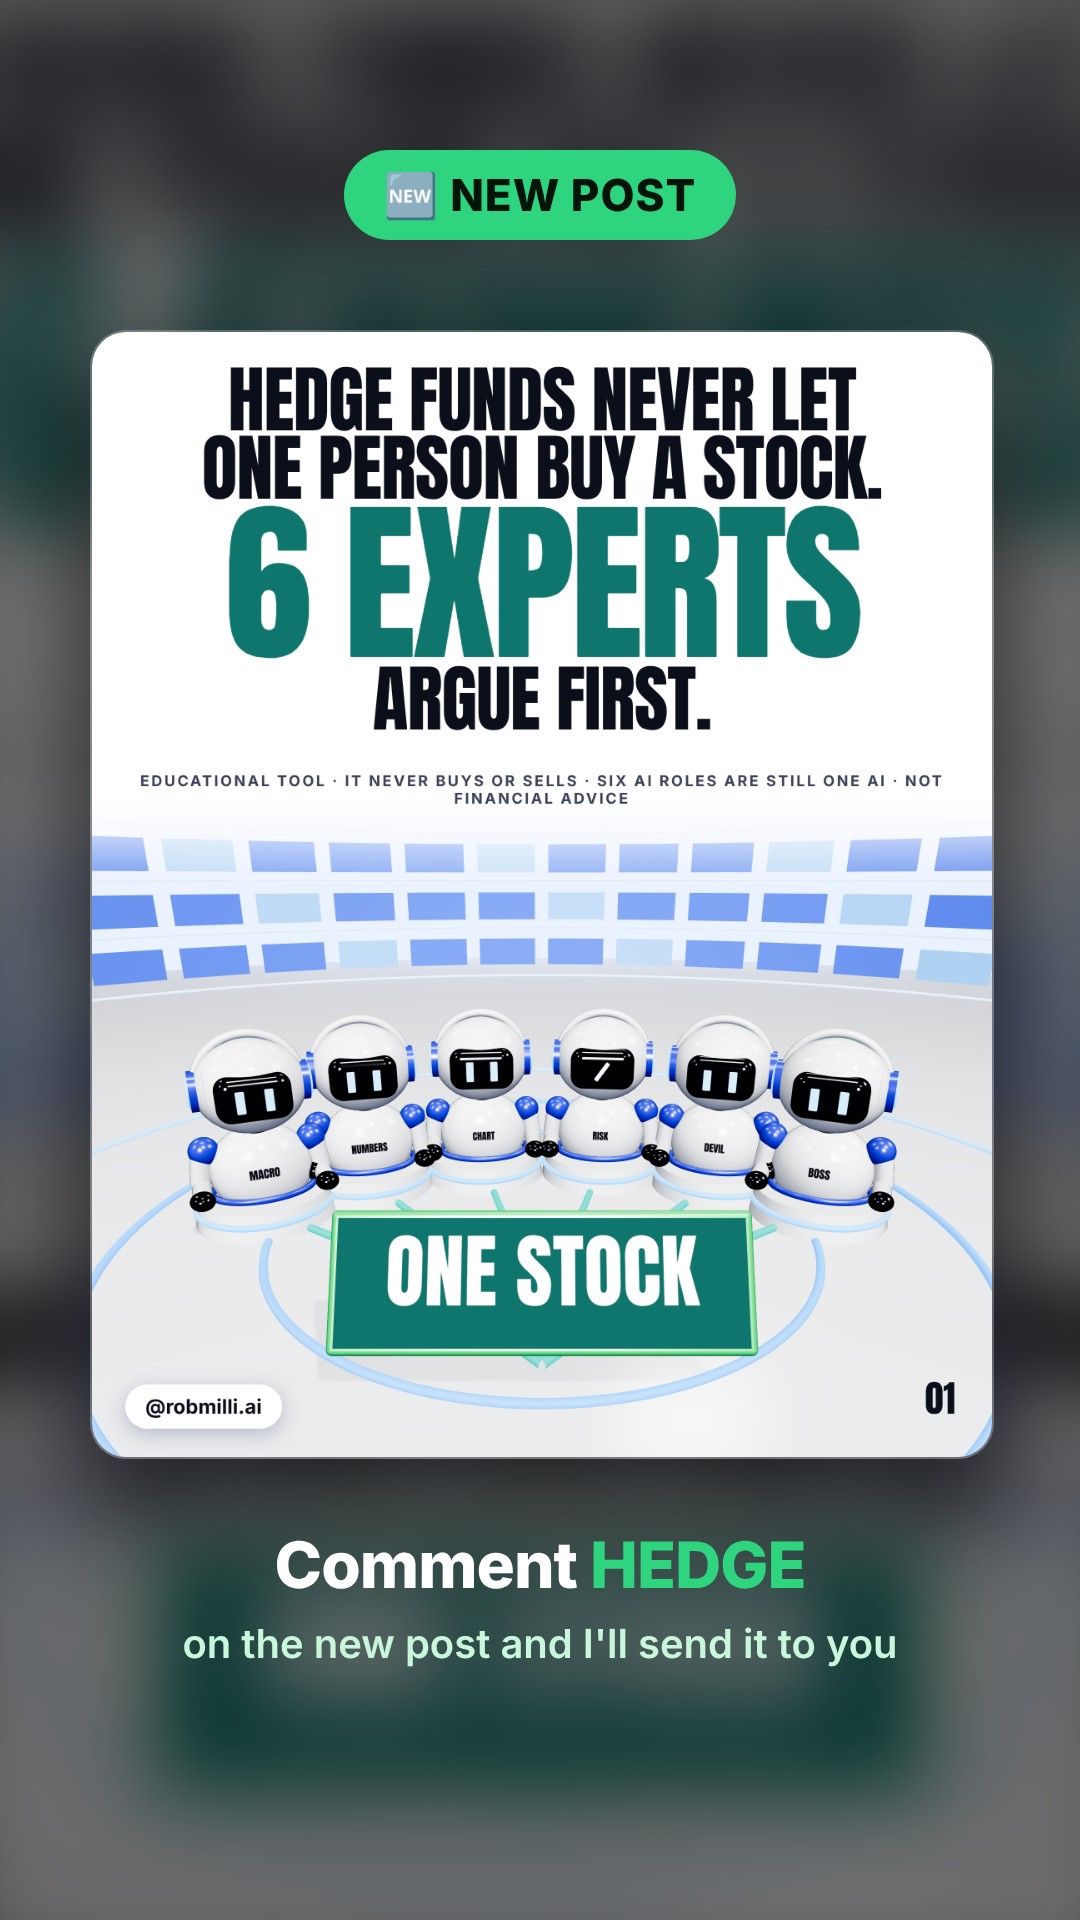 🆕 NEW POST
HEDGE FUNDS NEVER LET
ONE PERSON BUY A STOCK.
6 EXPERTS
ARGUE FIRST.
EDUCATIONAL TOOL · IT NEVER BUYS OR SELLS · SIX AI ROLES ARE STILL ONE AI · NOT
FINANCIAL ADVICE
MACRO
NUMBERS
CHART
RISK
DEVIL
BOSS
ONE STOCK
@robmilli.ai
01
Comment HEDGE
on the new post and I'll send it to you